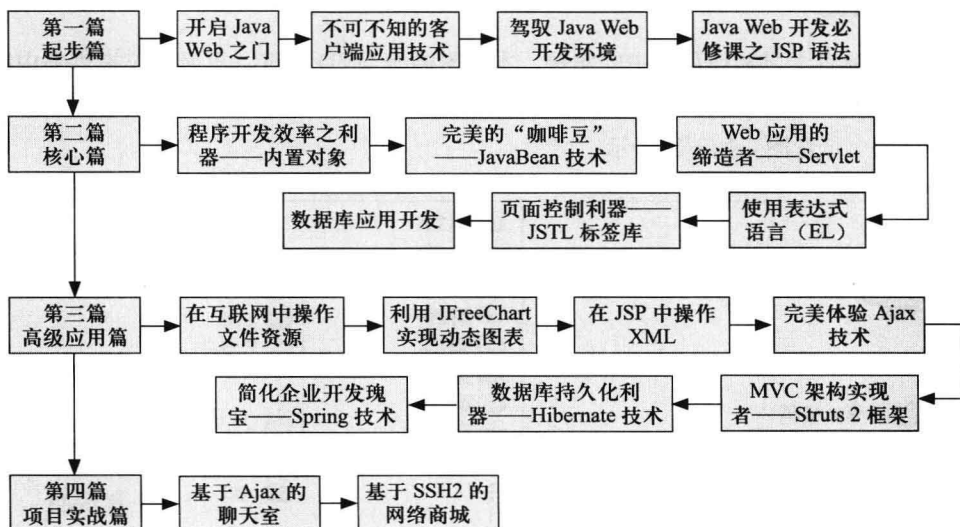 第一篇
起步篇
开启 Java
Web 之门
不可不知的客
户端应用技术
驾驭 Java Web
开发环境
Java Web 开发必
修课之 JSP 语法
第二篇
核心篇
程序开发效率之利
器——内置对象
完美的“咖啡豆”
——JavaBean 技术
Web 应用的
缔造者——Servlet
使用表达式
语言（EL）
页面控制利器——
JSTL 标签库
数据库应用开发
第三篇
高级应用篇
在互联网中操作
文件资源
利用 JFreeChart
实现动态图表
在 JSP 中操作
XML
完美体验 Ajax
技术
MVC 架构实现
者——Struts 2 框架
数据库持久化利
器——Hibernate 技术
简化企业开发瑰
宝——Spring 技术
第四篇
项目实战篇
基于 Ajax 的
聊天室
基于 SSH2 的
网络商城